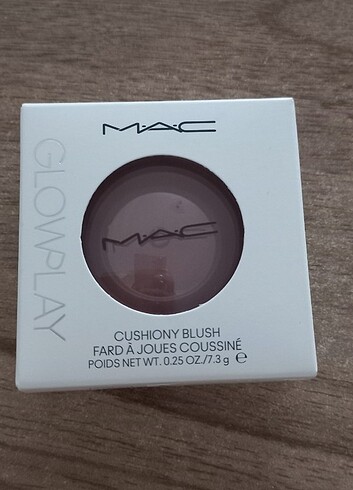 M·A·C
GLOWPLAY
M·A·C
CUSHIONY BLUSH
FARD À JOUES COUSSINÉ
POIDS NET WT. 0.25 OZ./7.3 g ℮